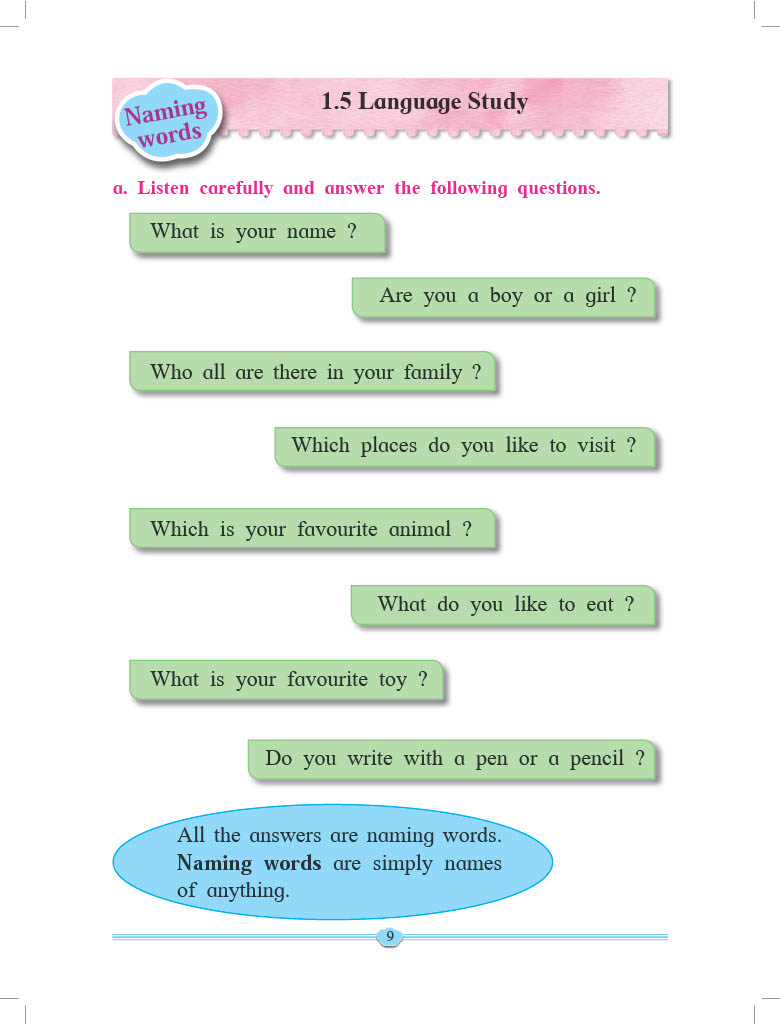 Naming
words
1.5 Language Study
a. Listen carefully and answer the following questions.
What is your name ?
Are you a boy or a girl ?
Who all are there in your family ?
Which places do you like to visit ?
Which is your favourite animal ?
What do you like to eat ?
What is your favourite toy ?
Do you write with a pen or a pencil ?
All the answers are naming words.
Naming words are simply names
of anything.
9